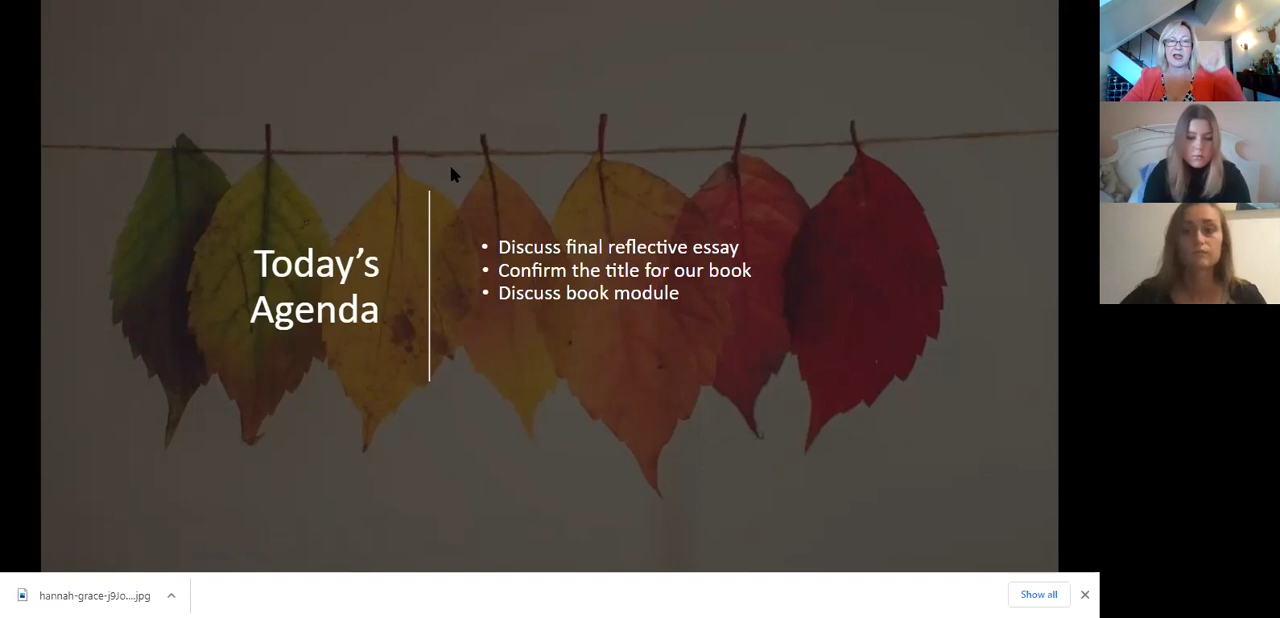 Today's
Agenda
• Discuss final reflective essay
• Confirm the title for our book
• Discuss book module
hannah-grace-j9Jo....jpg
Show all